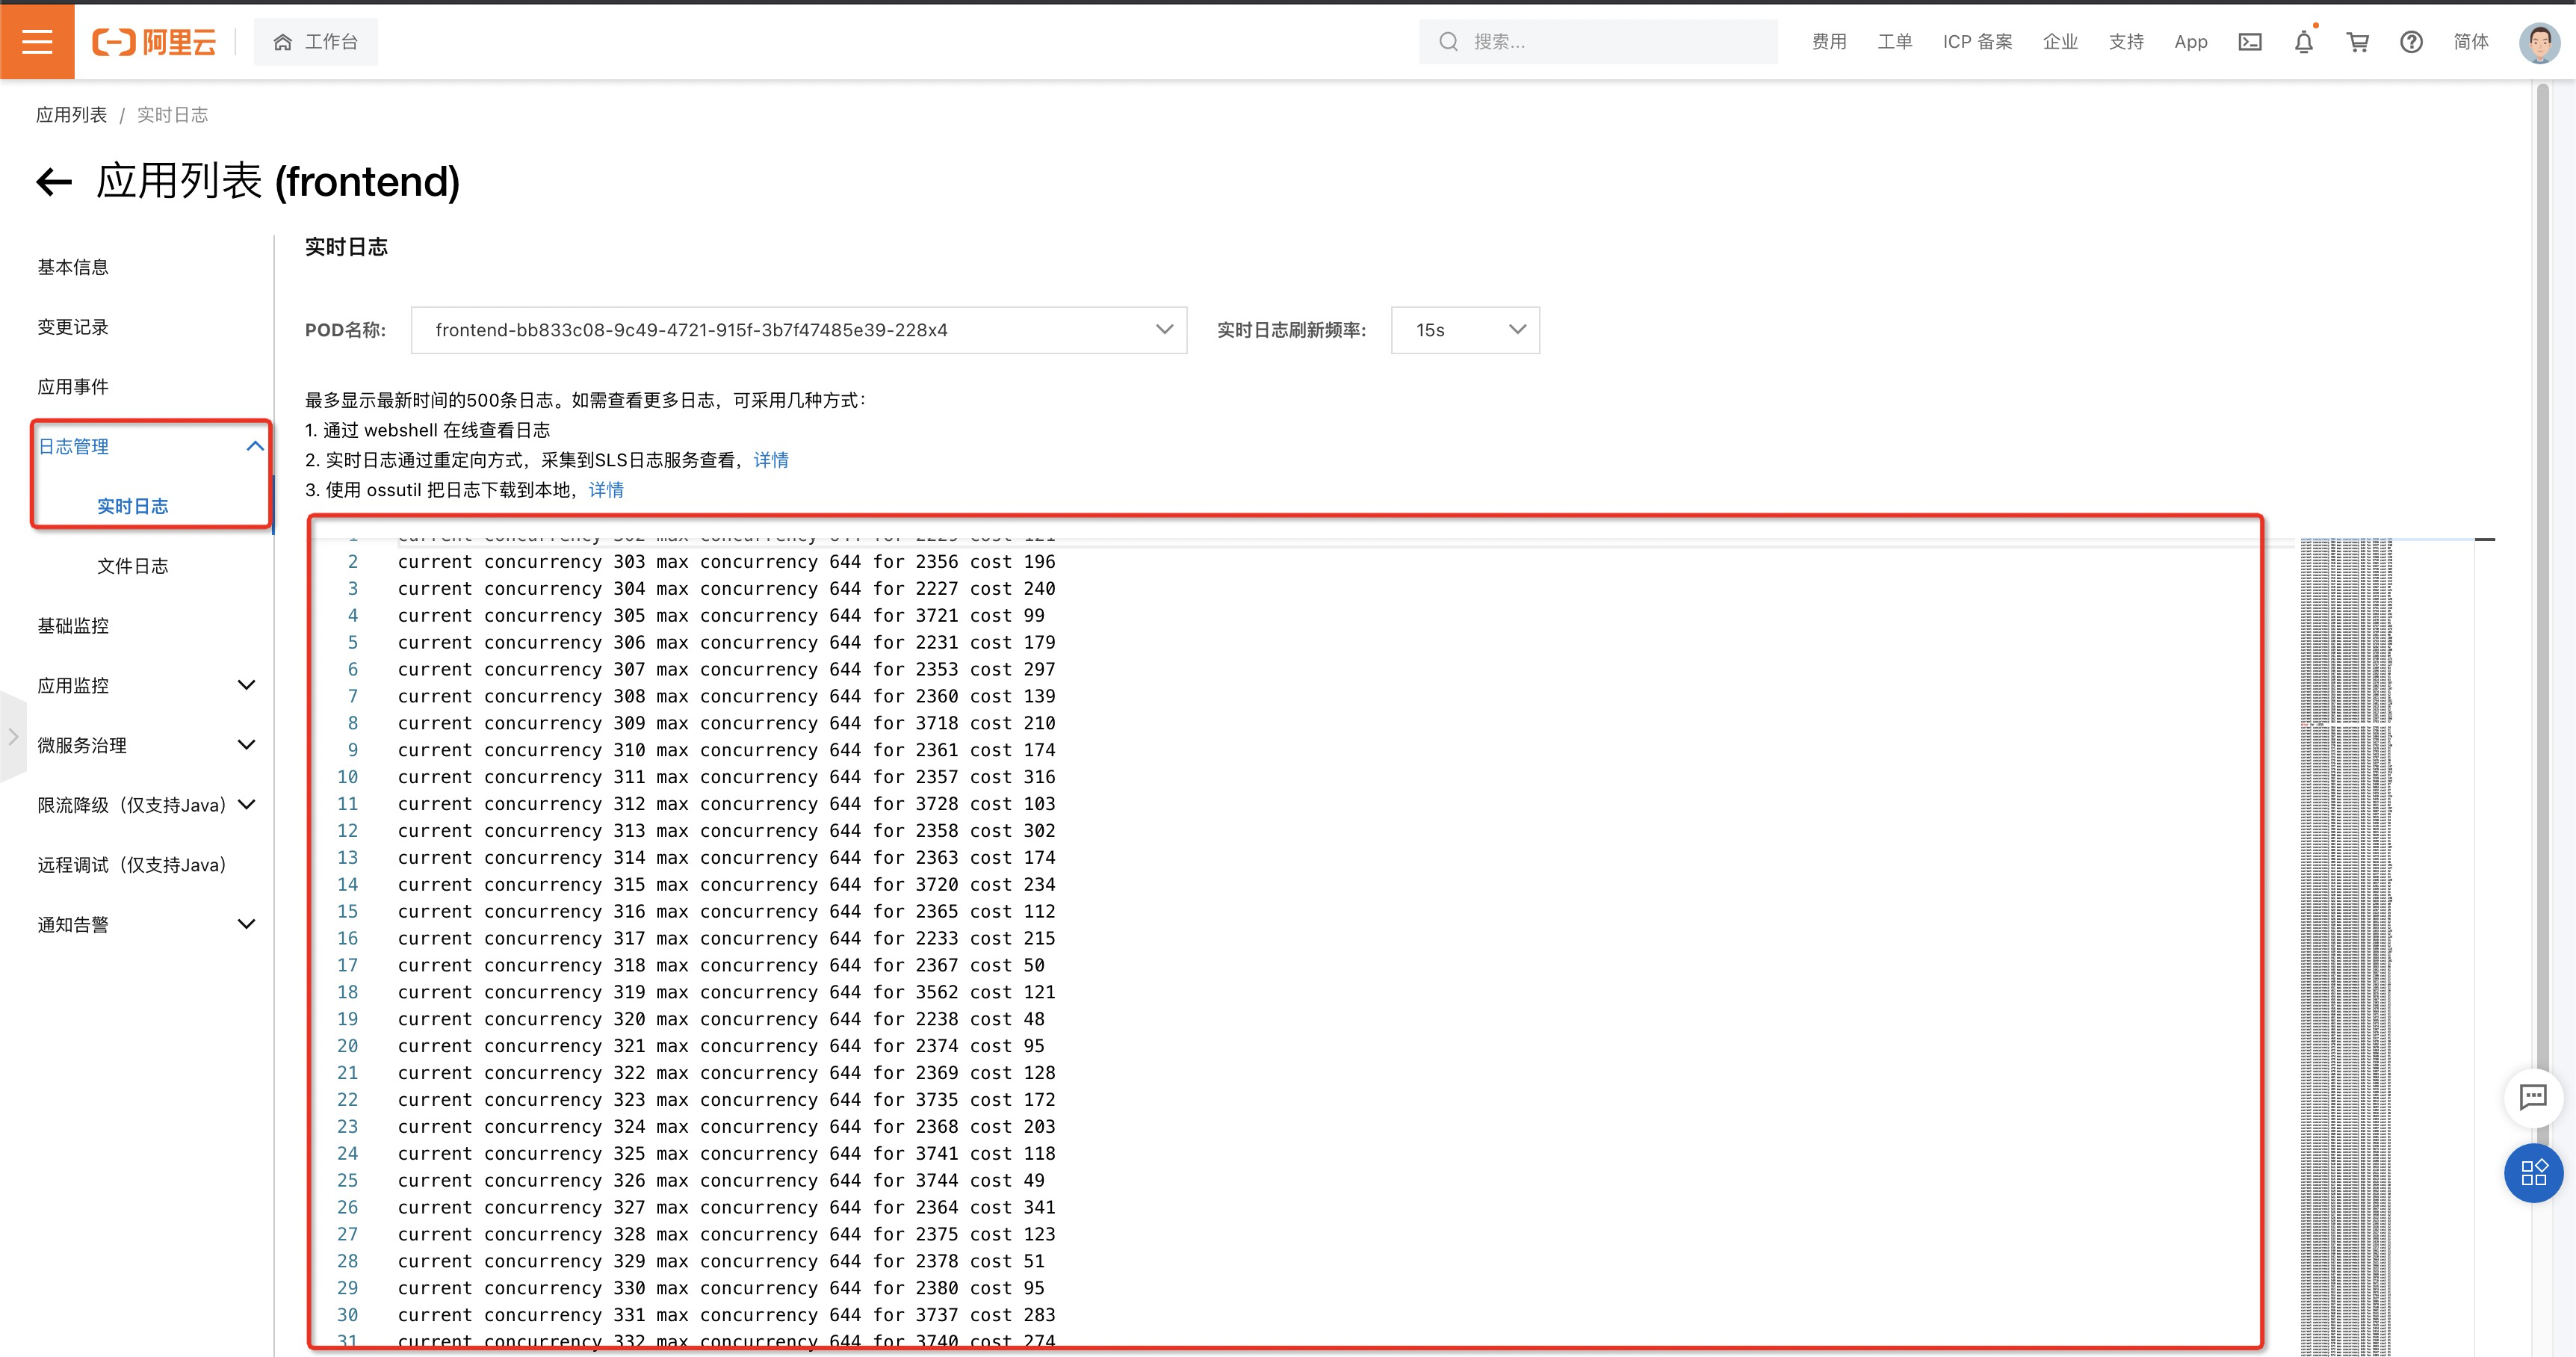 阿里云
工作台
搜索...
费用
工单
ICP 备案
企业
支持
App
简体
应用列表 / 实时日志
应用列表 (frontend)
基本信息
变更记录
应用事件
日志管理
实时日志
文件日志
基础监控
应用监控
微服务治理
限流降级（仅支持Java）
远程调试（仅支持Java）
通知告警
实时日志
POD名称: frontend-bb833c08-9c49-4721-915f-3b7f47485e39-228x4
实时日志刷新频率: 15s
最多显示最新时间的500条日志。如需查看更多日志，可采用几种方式：
1. 通过 webshell 在线查看日志
2. 实时日志通过重定向方式，采集到SLS日志服务查看，详情
3. 使用 ossutil 把日志下载到本地，详情
1 current concurrency 302 max concurrency 644 for 2229 cost 121
2 current concurrency 303 max concurrency 644 for 2356 cost 196
3 current concurrency 304 max concurrency 644 for 2227 cost 240
4 current concurrency 305 max concurrency 644 for 3721 cost 99
5 current concurrency 306 max concurrency 644 for 2231 cost 179
6 current concurrency 307 max concurrency 644 for 2353 cost 297
7 current concurrency 308 max concurrency 644 for 2360 cost 139
8 current concurrency 309 max concurrency 644 for 3718 cost 210
9 current concurrency 310 max concurrency 644 for 2361 cost 174
10 current concurrency 311 max concurrency 644 for 2357 cost 316
11 current concurrency 312 max concurrency 644 for 3728 cost 103
12 current concurrency 313 max concurrency 644 for 2358 cost 302
13 current concurrency 314 max concurrency 644 for 2363 cost 174
14 current concurrency 315 max concurrency 644 for 3720 cost 234
15 current concurrency 316 max concurrency 644 for 2365 cost 112
16 current concurrency 317 max concurrency 644 for 2233 cost 215
17 current concurrency 318 max concurrency 644 for 2367 cost 50
18 current concurrency 319 max concurrency 644 for 3562 cost 121
19 current concurrency 320 max concurrency 644 for 2238 cost 48
20 current concurrency 321 max concurrency 644 for 2374 cost 95
21 current concurrency 322 max concurrency 644 for 2369 cost 128
22 current concurrency 323 max concurrency 644 for 3735 cost 172
23 current concurrency 324 max concurrency 644 for 2368 cost 203
24 current concurrency 325 max concurrency 644 for 3741 cost 118
25 current concurrency 326 max concurrency 644 for 3744 cost 49
26 current concurrency 327 max concurrency 644 for 2364 cost 341
27 current concurrency 328 max concurrency 644 for 2375 cost 123
28 current concurrency 329 max concurrency 644 for 2378 cost 51
29 current concurrency 330 max concurrency 644 for 2380 cost 95
30 current concurrency 331 max concurrency 644 for 3737 cost 283
31 current concurrency 332 max concurrency 644 for 3740 cost 274